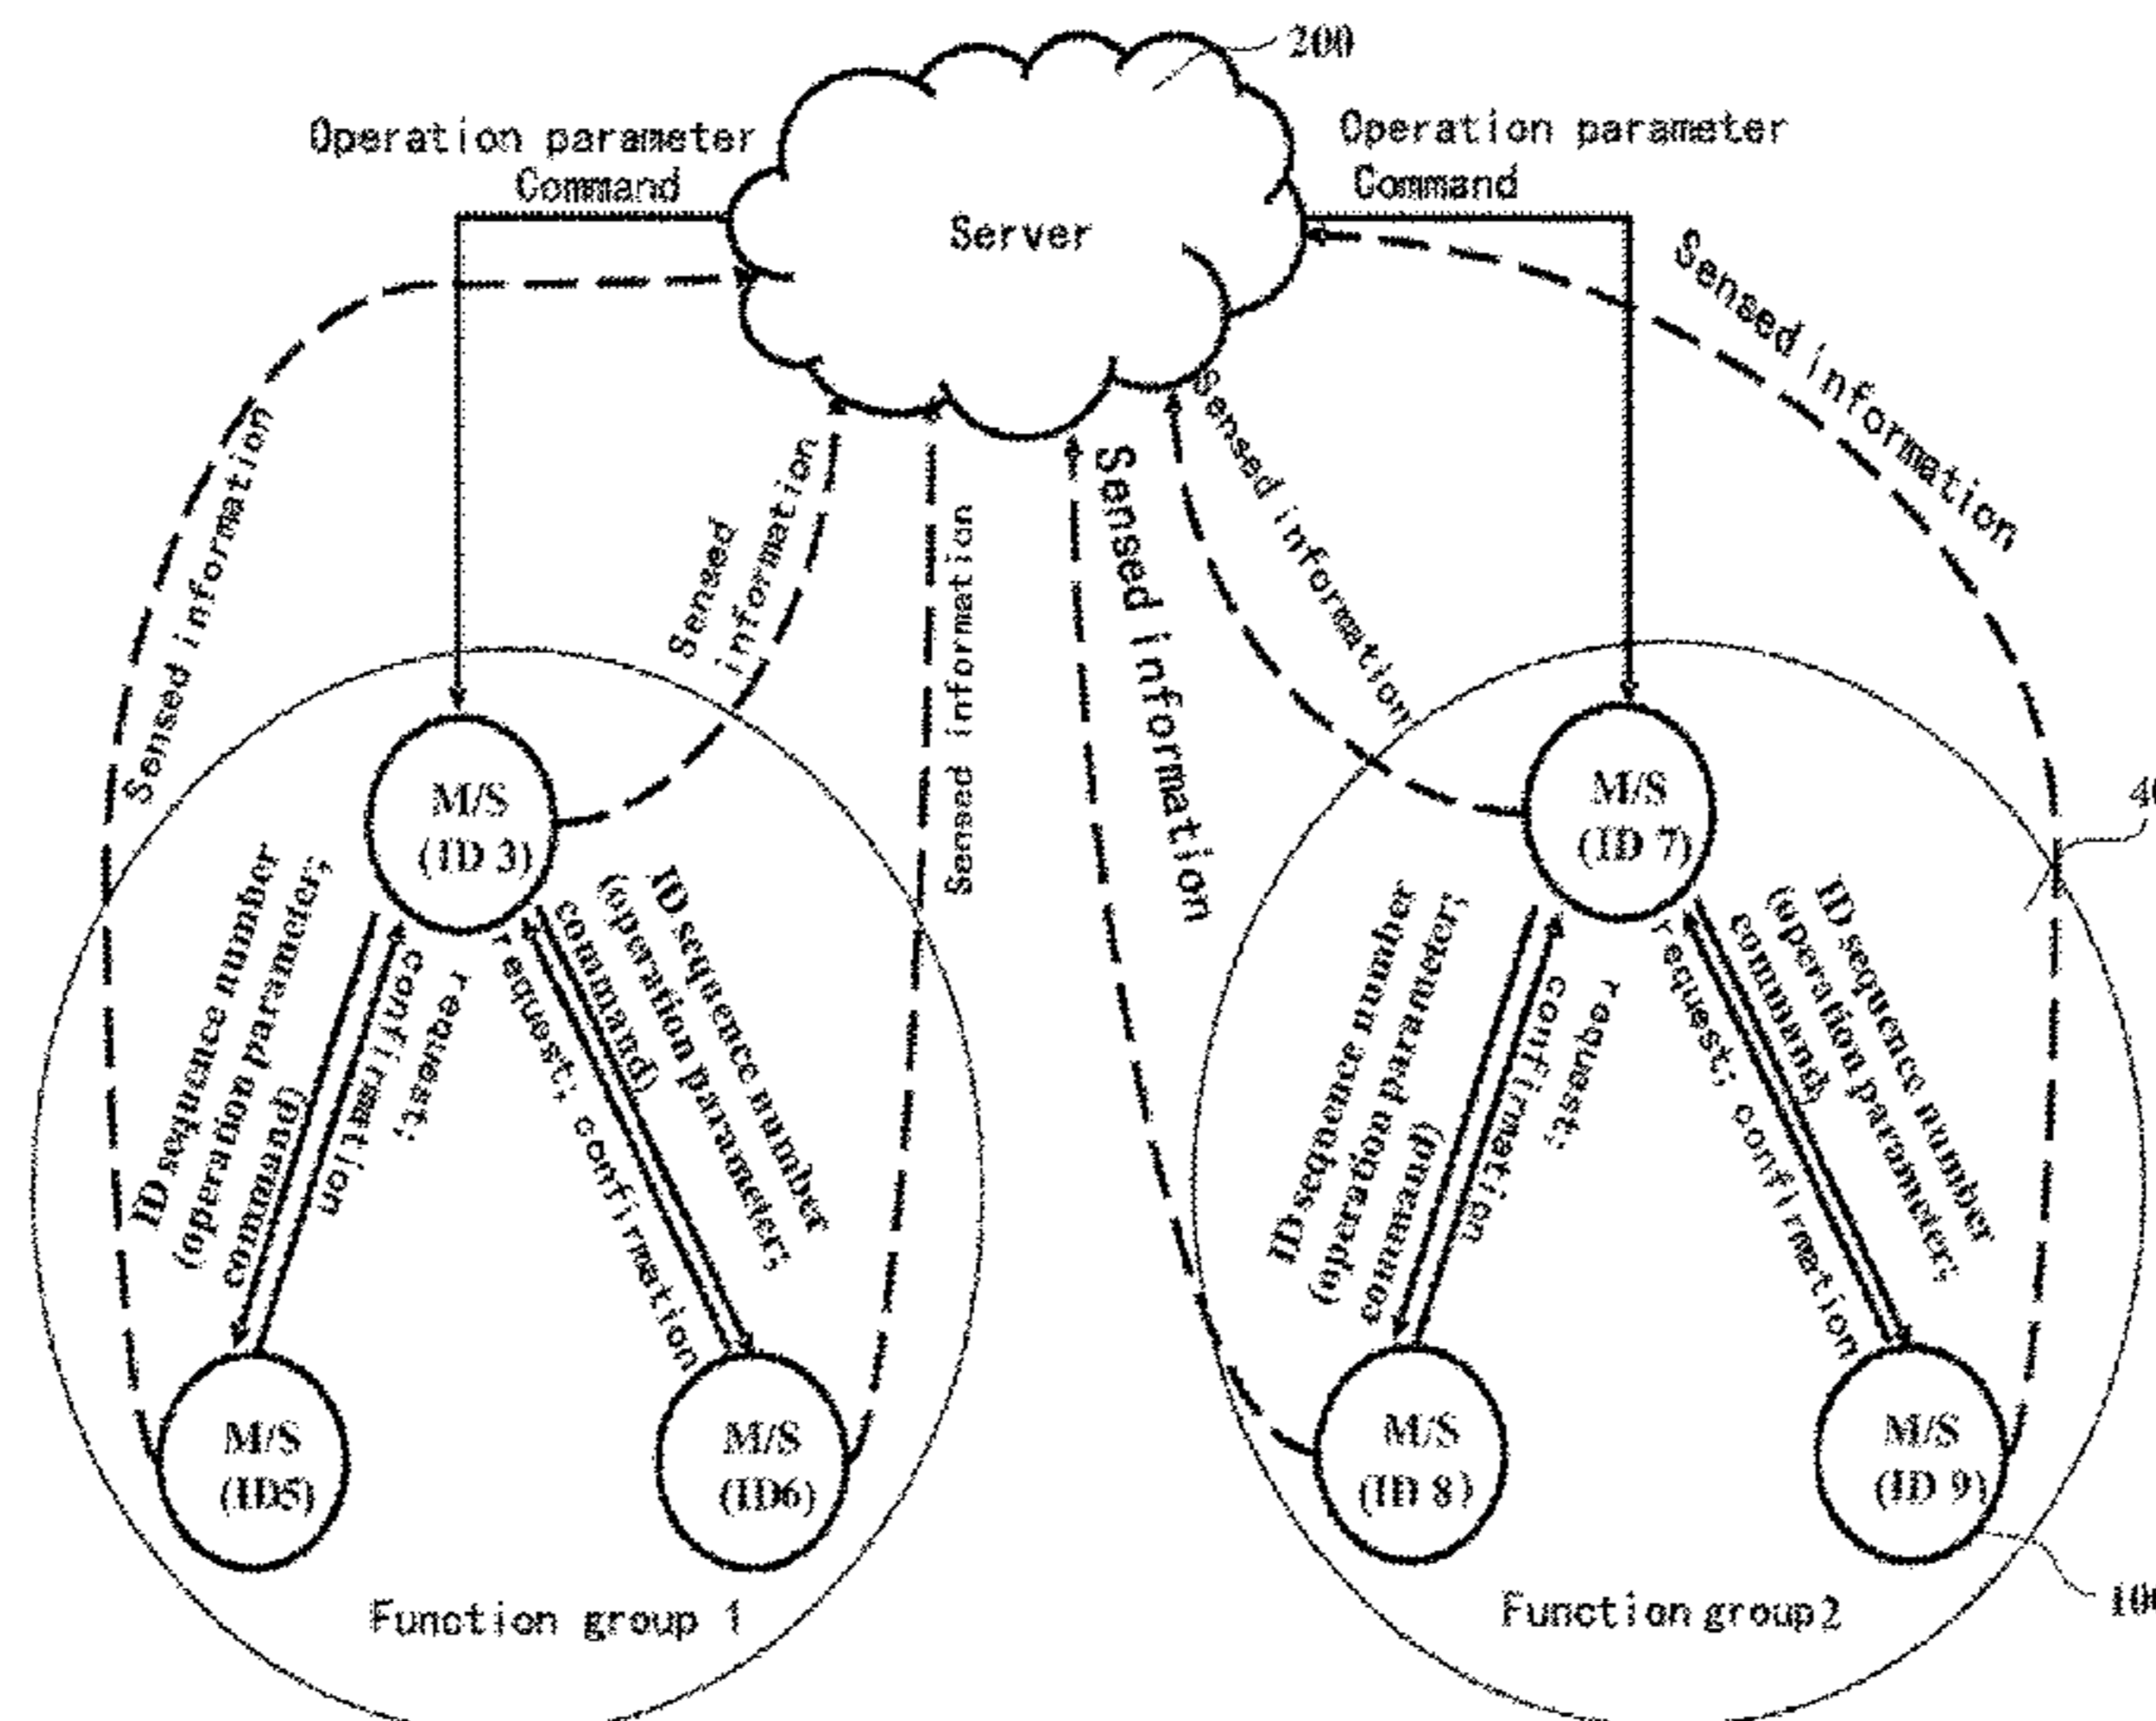 200
Operation parameter
Command
Operation parameter
Command
Server
Sensed information
Sensed information
Sensed
information
Sensed information
Sensed information
Sensed information
M/S
(ID 3)
M/S
(ID 7)
ID sequence number
(operation parameter;
command)
request;
confirmation
ID sequence number
(operation parameter;
command)
request; confirmation
ID sequence number
(operation parameter;
command)
request;
confirmation
ID sequence number
(operation parameter;
command)
request; confirmation
M/S
(ID5)
M/S
(ID6)
M/S
(ID 8)
M/S
(ID 9)
Function group 1
Function group2